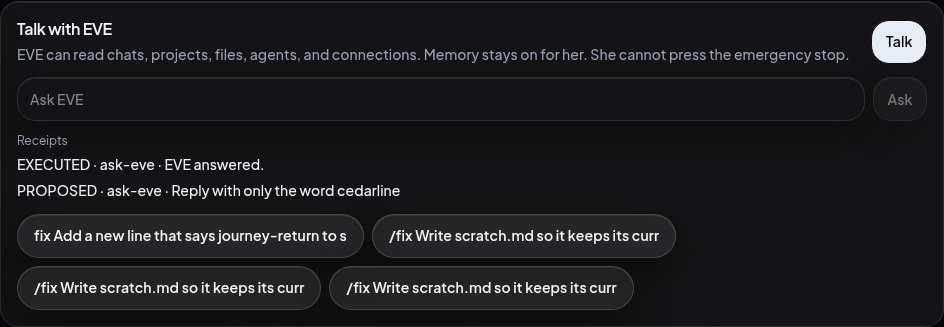 Talk with EVE
EVE can read chats, projects, files, agents, and connections. Memory stays on for her. She cannot press the emergency stop.
Talk
Ask EVE
Ask
Receipts
EXECUTED · ask-eve · EVE answered.
PROPOSED · ask-eve · Reply with only the word cedarline
fix Add a new line that says journey-return to s
/fix Write scratch.md so it keeps its curr
/fix Write scratch.md so it keeps its curr
/fix Write scratch.md so it keeps its curr